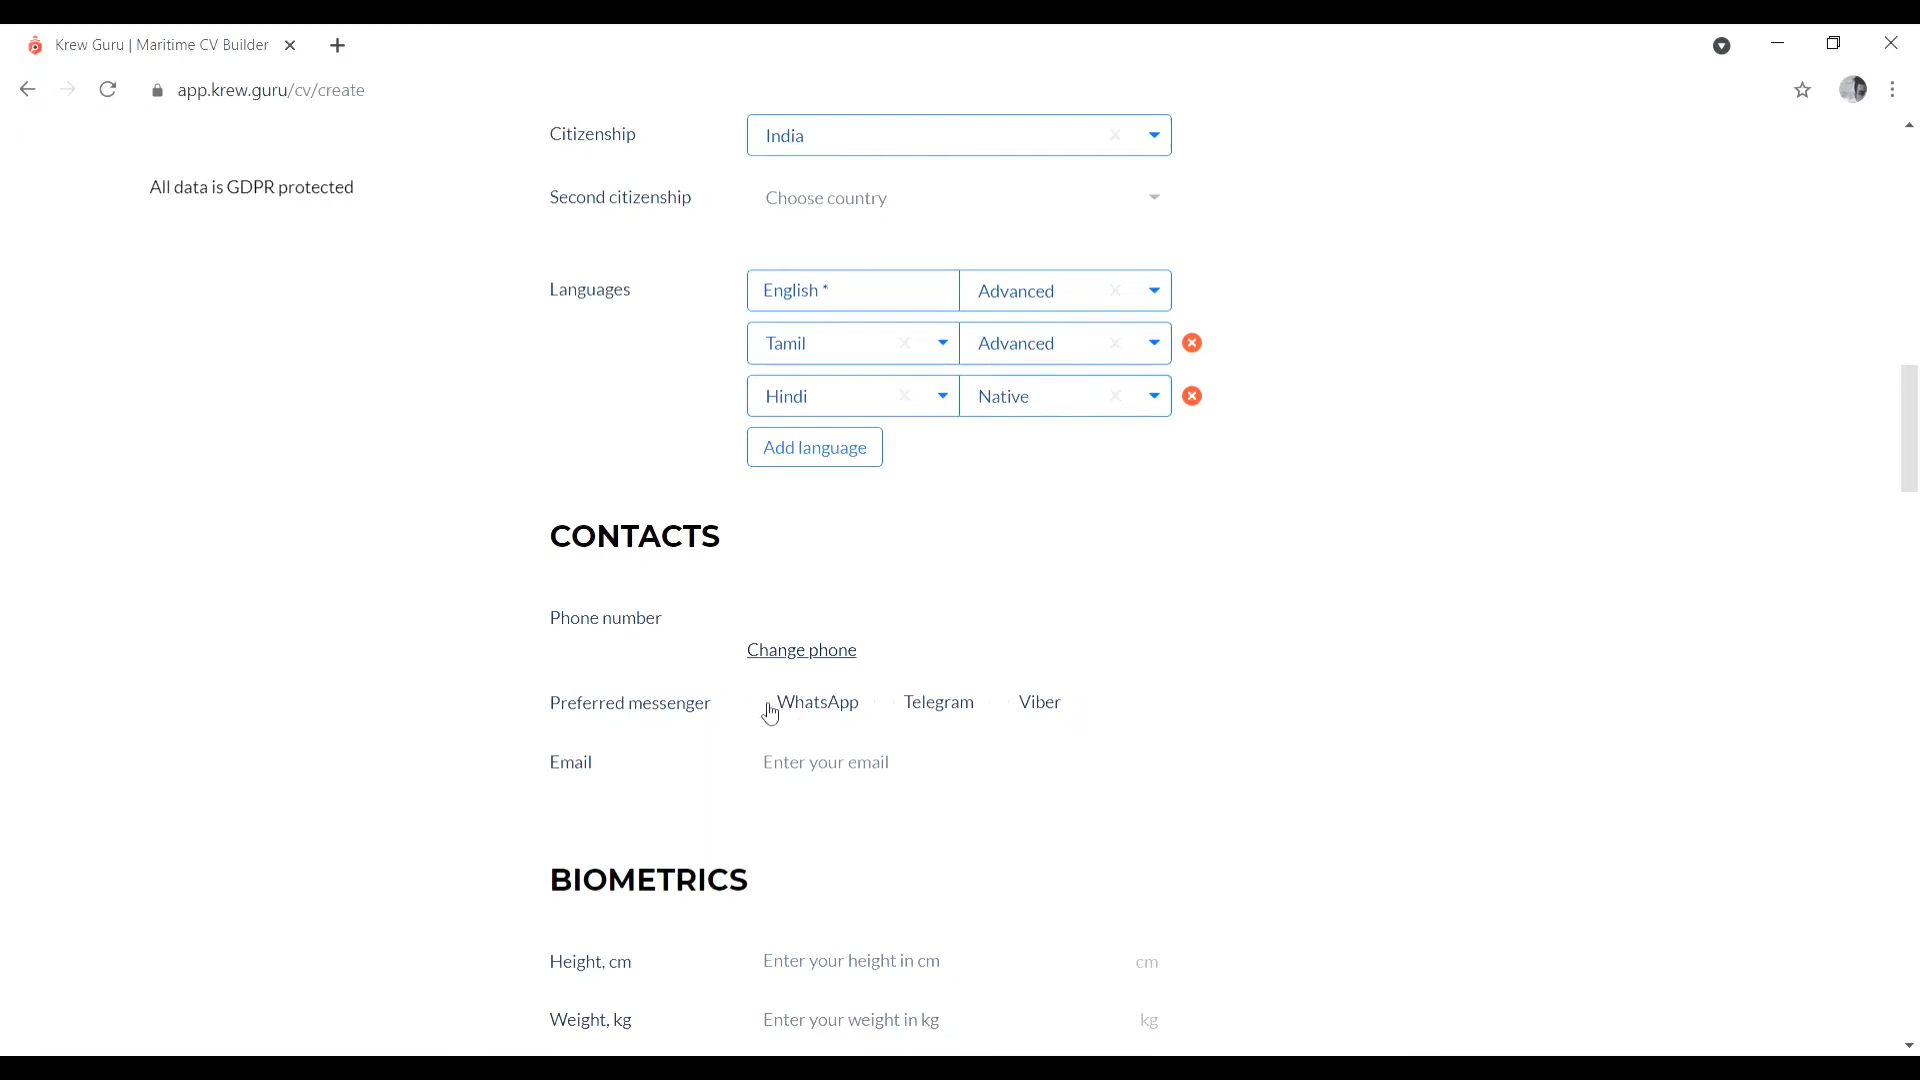 Krew Guru | Maritime CV Builder
app.krew.guru/cv/create
Citizenship India
All data is GDPR protected
Second citizenship Choose country
Languages English * Advanced
Tamil Advanced
Hindi Native
Add language
CONTACTS
Phone number
Change phone
Preferred messenger WhatsApp Telegram Viber
Email Enter your email
BIOMETRICS
Height, cm Enter your height in cm cm
Weight, kg Enter your weight in kg kg